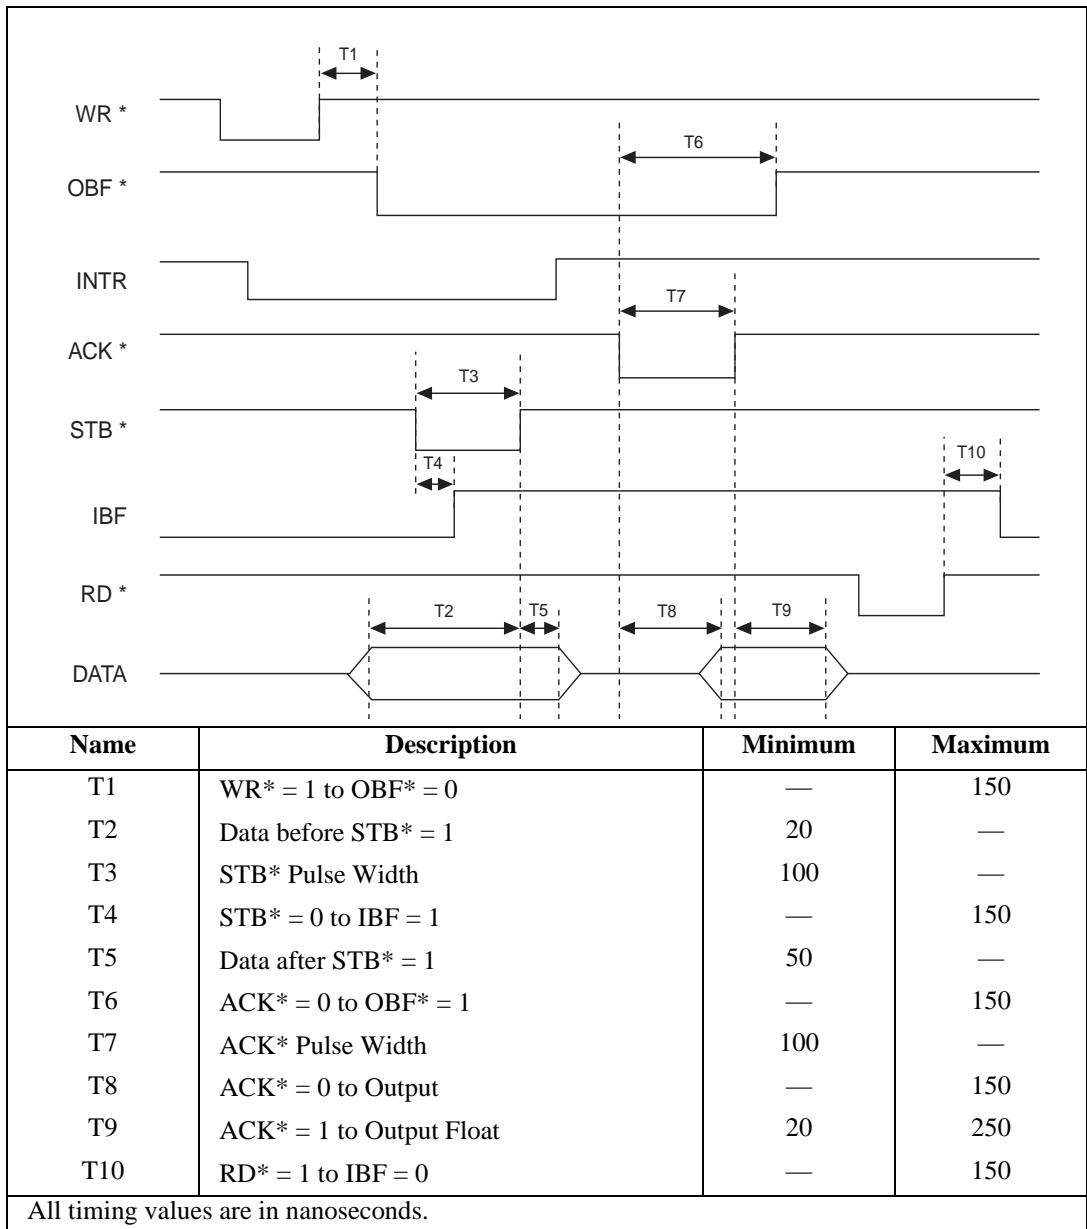 T1
WR *
T6
OBF *
INTR
T7
ACK *
T3
STB *
T4
T10
IBF
RD *
T2 T5 T8 T9
DATA
Name Description Minimum Maximum
T1 WR* = 1 to OBF* = 0 — 150
T2 Data before STB* = 1 20 —
T3 STB* Pulse Width 100 —
T4 STB* = 0 to IBF = 1 — 150
T5 Data after STB* = 1 50 —
T6 ACK* = 0 to OBF* = 1 — 150
T7 ACK* Pulse Width 100 —
T8 ACK* = 0 to Output — 150
T9 ACK* = 1 to Output Float 20 250
T10 RD* = 1 to IBF = 0 — 150
All timing values are in nanoseconds.